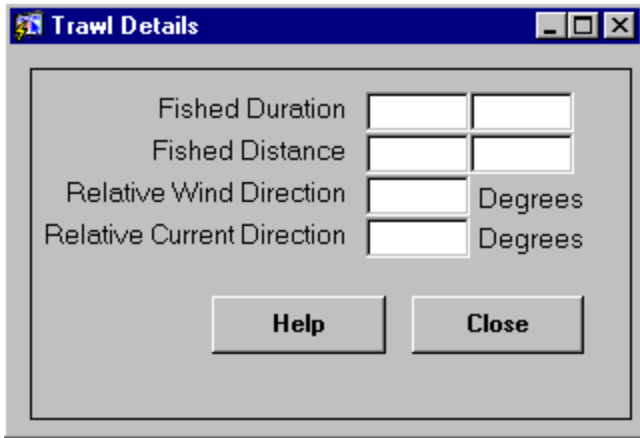 Trawl Details
Fished Duration
Fished Distance
Relative Wind Direction Degrees
Relative Current Direction Degrees
Help Close